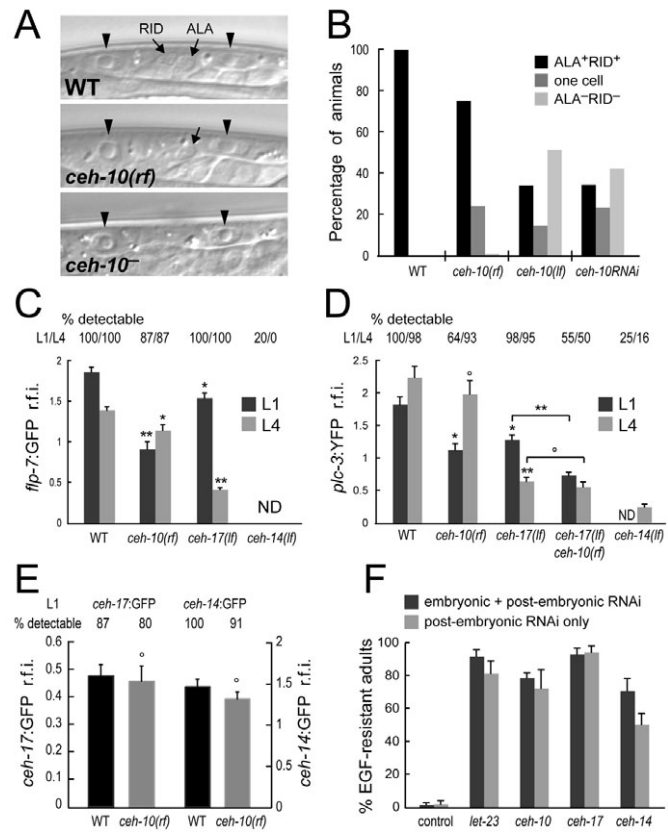 A
RID ALA
WT
ceh-10(rf)
ceh-10–
B
Percentage of animals
100
80
60
40
20
0
ALA+RID+
one cell
ALA–RID–
WT ceh-10(rf) ceh-10(lf) ceh-10RNAi
C
% detectable
L1/L4 100/100 87/87 100/100 20/0
flp-7:GFP r.f.i.
2
1.5
1
0.5
0
L1
L4
** * * **
ND
WT ceh-10(rf) ceh-17(lf) ceh-14(lf)
D
% detectable
L1/L4 100/98 64/93 98/95 55/50 25/16
plc-3:YFP r.f.i.
2.5
2
1.5
1
0.5
0
L1
L4
* ° * ** ** °
ND
WT ceh-10(rf) ceh-17(lf) ceh-17(lf) ceh-14(lf)
ceh-10(rf)
E
L1 ceh-17:GFP ceh-14:GFP
% detectable 87 80 100 91
ceh-17:GFP r.f.i.
0.6
0.5
0.4
0.3
0.2
0.1
0
° °
2
1.5
1
0.5
0
ceh-14:GFP r.f.i.
WT ceh-10(rf) WT ceh-10(rf)
F
embryonic + post-embryonic RNAi
post-embryonic RNAi only
% EGF-resistant adults
100
80
60
40
20
0
control let-23 ceh-10 ceh-17 ceh-14